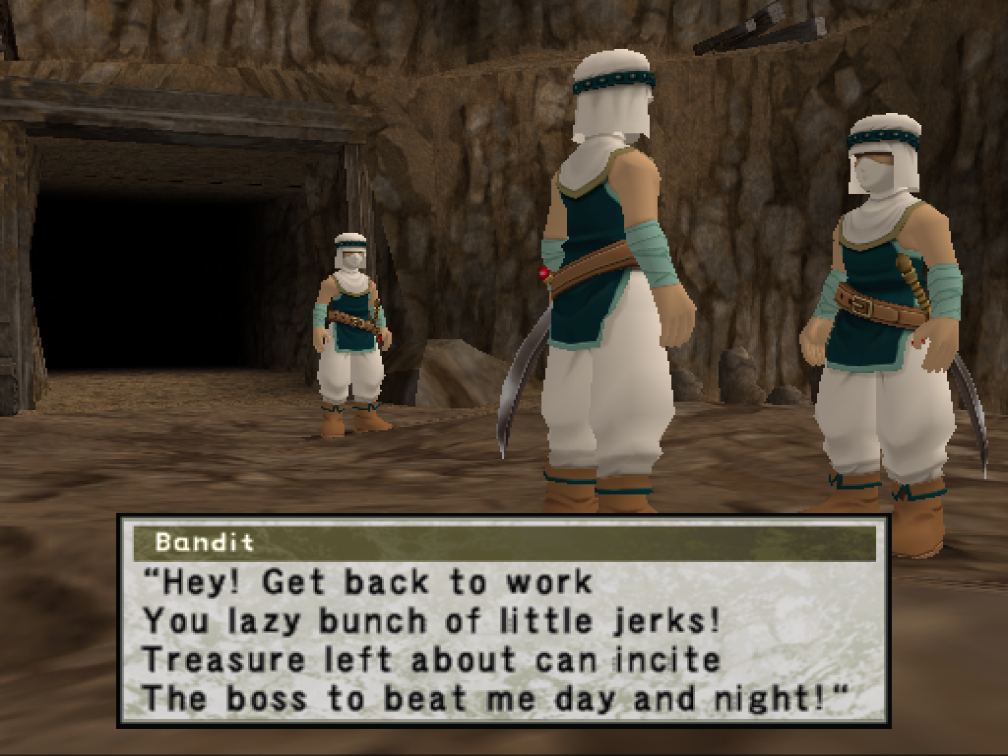 Bandit
“Hey! Get back to work
You lazy bunch of little jerks!
Treasure left about can incite
The boss to beat me day and night!“